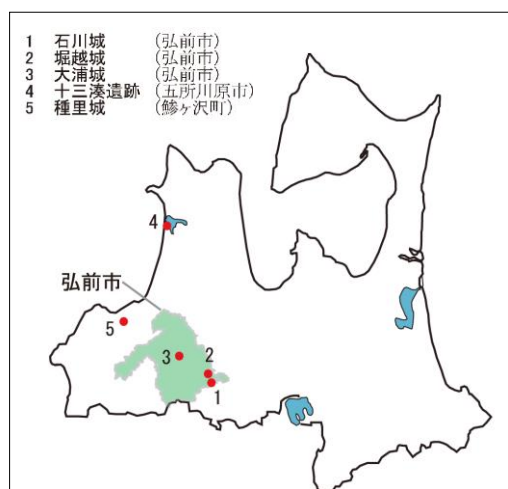 1 石川城 (弘前市)
2 堀越城 (弘前市)
3 大浦城 (弘前市)
4 十三湊遺跡 (五所川原市)
5 種里城 (鰺ヶ沢町)
4
弘前市
5
3
2
1